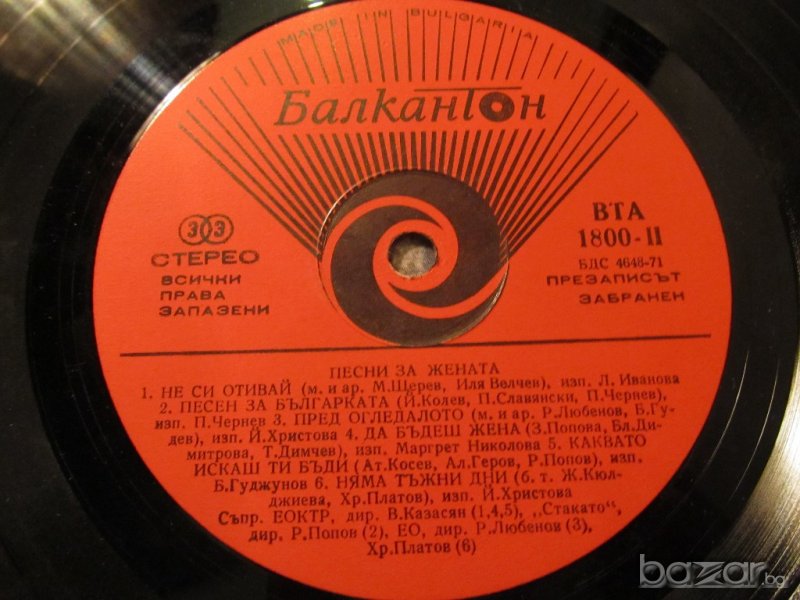 MADE IN BULGARIA
Балкантон
33
СТЕРЕО
ВСИЧКИ
ПРАВА
ЗАПАЗЕНИ
ВТА
1800-II
БДС 4648-71
ПРЕЗАПИСЪТ
ЗАБРАНЕН
ПЕСНИ ЗА ЖЕНАТА
1. НЕ СИ ОТИВАЙ (м. и ар. М.Щерев, Иля Велчев), изп. Л. Иванова
2. ПЕСЕН ЗА БЪЛГАРКАТА (Й.Колев, П.Славянски, П.Чернев),
изп. П.Чернев 3. ПРЕД ОГЛЕДАЛОТО (м. и ар. Р.Любенов, Б.Гу-
дев), изп. Й.Христова 4. ДА БЪДЕШ ЖЕНА (З.Попова, Бл.Ди-
митрова, Т.Димчев), изп. Маргрет Николова 5. КАКВАТО
ИСКАШ ТИ БЪДИ (Ат.Косев, Ал.Геров, Р.Попов), изп.
Б.Гуджунов 6. НЯМА ТЪЖНИ ДНИ (б. т. Ж.Кюл-
джиева, Хр.Платов), изп. Й.Христова
Съпр. ЕОКТР, дир. В.Казасян (1,4,5), „Стакато",
дир. Р.Попов (2), ЕО, дир. Р.Любенов (3),
Хр.Платов (6)
bazar.bg